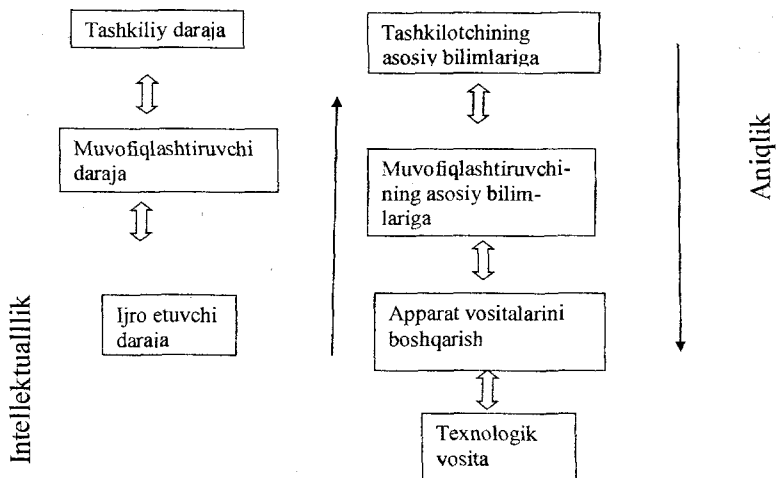 Tashkiliy daraja
Muvofiqlashtiruvchi
daraja
Ijro etuvchi
daraja
Intellektualllik
Tashkilotchining
asosiy bilimlariga
Muvofiqlashtiruvchi-
ning asosiy bilim-
lariga
Apparat vositalarini
boshqarish
Texnologik
vosita
Aniqlik